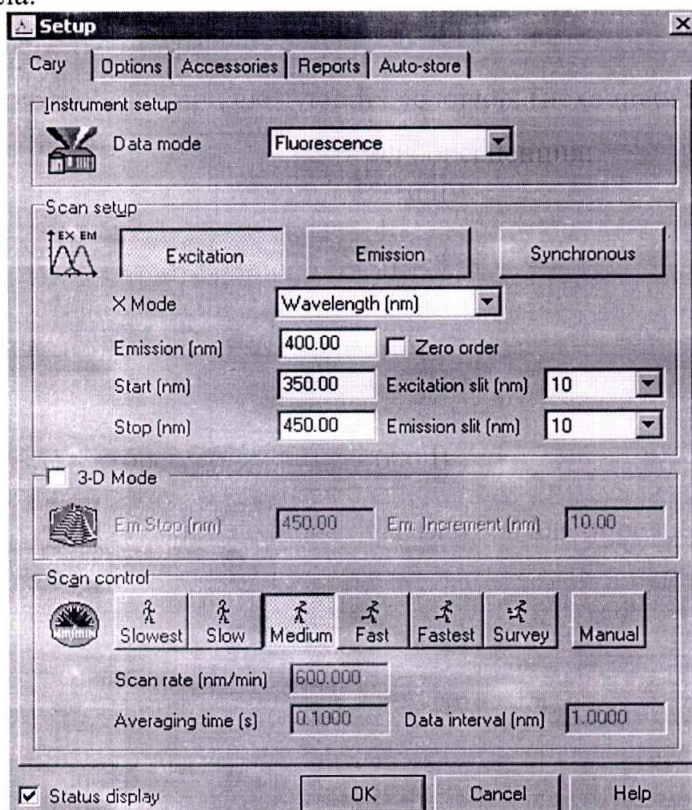 Setup
Cary Options Accessories Reports Auto-store
Instrument setup
Data mode Fluorescence
Scan setup
EX EM
Excitation Emission Synchronous
X Mode Wavelength (nm)
Emission (nm) 400.00 Zero order
Start (nm) 350.00 Excitation slit (nm) 10
Stop (nm) 450.00 Emission slit (nm) 10
3-D Mode
Em.Stop (nm) 450.00 Em. Increment (nm) 10.00
Scan control
Slowest Slow Medium Fast Fastest Survey Manual
Scan rate (nm/min) 600.000
Averaging time (s) 0.1000 Data interval (nm) 1.0000
Status display OK Cancel Help